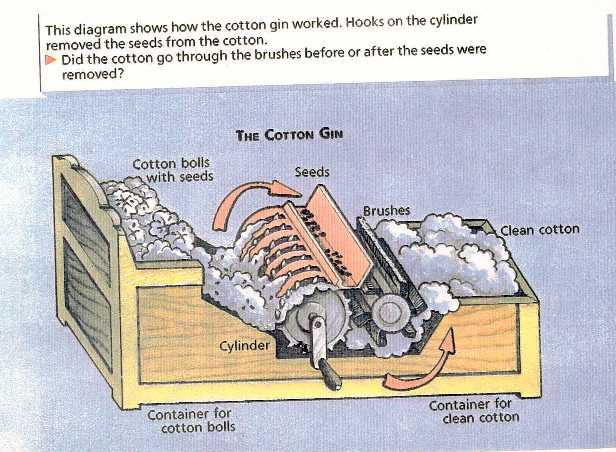 This diagram shows how the cotton gin worked. Hooks on the cylinder
removed the seeds from the cotton.
Did the cotton go through the brushes before or after the seeds were
removed?
THE COTTON GIN
Cotton bolls
with seeds
Seeds
Brushes
Clean cotton
Cylinder
Container for
cotton bolls
Container for
clean cotton